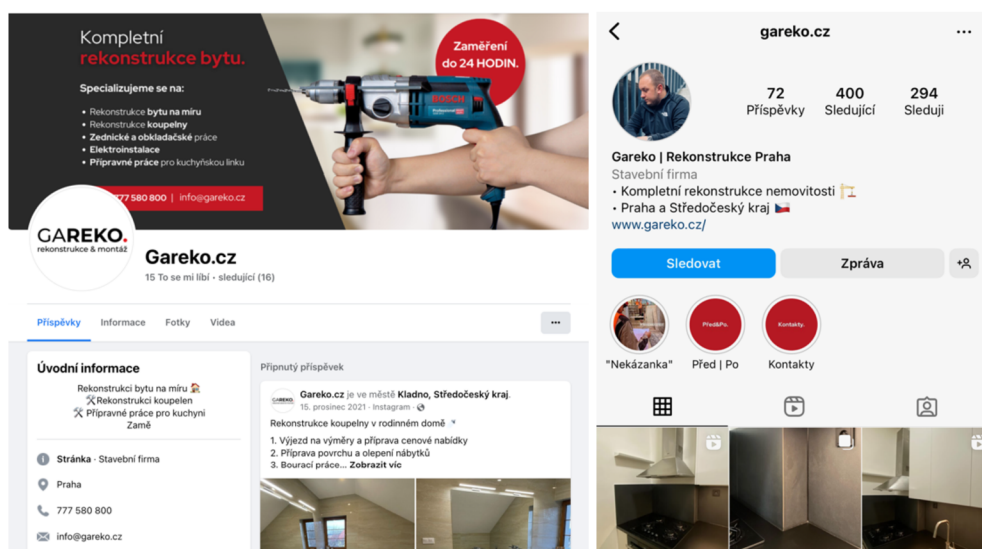 Kompletní
rekonstrukce bytu.
Specializujeme se na:
• Rekonstrukce bytu na míru
• Rekonstrukce koupelny
• Zednické a obkladačské práce
• Elektroinstalace
• Přípravné práce pro kuchyňskou linku
77 580 800 | info@gareko.cz
Zaměření
do 24 HODIN.
BOSCH
Professional
GAREKO.
rekonstrukce & montáž
Gareko.cz
15 To se mi líbí • sledující (16)
Příspěvky
Informace
Fotky
Videa
Úvodní informace
Rekonstrukci bytu na míru 🏠
🛠Rekonstrukci koupelen
🛠 Přípravné práce pro kuchyni
Zamě
Stránka · Stavební firma
Praha
777 580 800
info@gareko.cz
Připnutý příspěvek
GAREKO.
Gareko.cz je ve městě Kladno, Středočeský kraj.
15. prosinec 2021 · Instagram ·
Rekonstrukce koupelny v rodinném domě 🚿
1. Výjezd na výměry a příprava cenové nabídky
2. Příprava povrchu a olepení nábytků
3. Bourací práce... Zobrazit víc
gareko.cz
72
Příspěvky
400
Sledující
294
Sleduji
Gareko | Rekonstrukce Praha
Stavební firma
• Kompletní rekonstrukce nemovitosti 🏗️
• Praha a Středočeský kraj 🇨🇿
www.gareko.cz/
Sledovat
Zpráva
Před&Po.
Kontakty.
"Nekázanka"
Před | Po
Kontakty